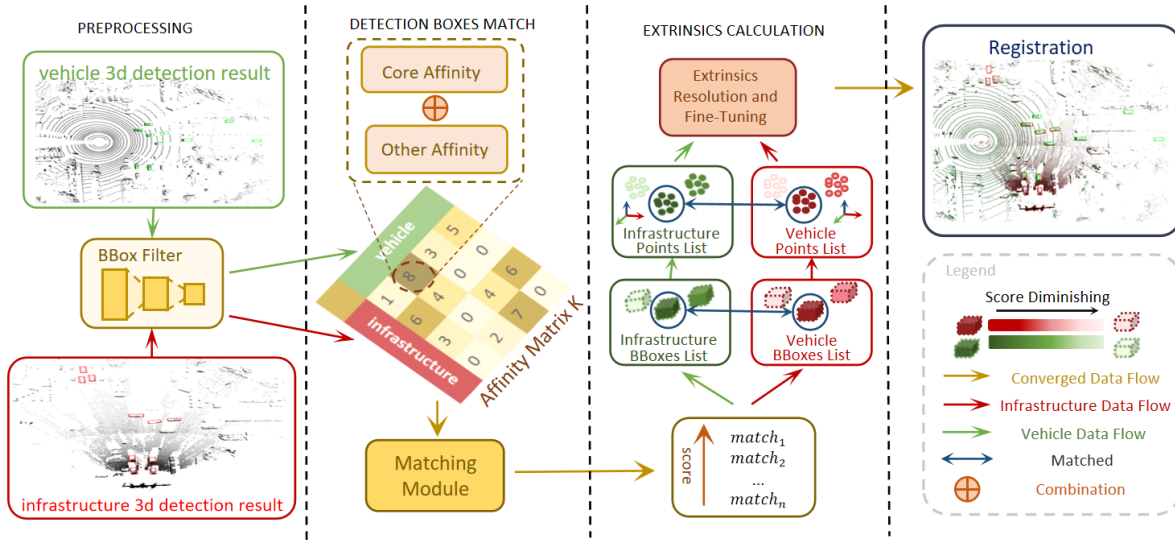 PREPROCESSING
vehicle 3d detection result
BBox Filter
infrastructure 3d detection result
DETECTION BOXES MATCH
Core Affinity
Other Affinity
vehicle
infrastructure
5
3 0
8 0 6
1 4 4 0
6 0 7
3 2
0
Affinity Matrix K
Matching
Module
EXTRINSICS CALCULATION
Extrinsics
Resolution and
Fine-Tuning
Infrastructure
Points List
Vehicle
Points List
Infrastructure
BBoxes List
Vehicle
BBoxes List
score
match1
match2
...
matchn
Registration
Legend
Score Diminishing
Converged Data Flow
Infrastructure Data Flow
Vehicle Data Flow
Matched
Combination